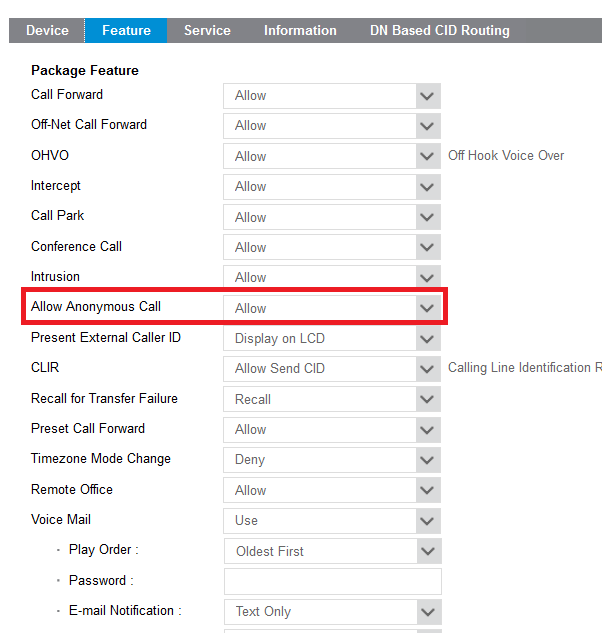 Device Feature Service Information DN Based CID Routing
Package Feature
Call Forward Allow
Off-Net Call Forward Allow
OHVO Allow Off Hook Voice Over
Intercept Allow
Call Park Allow
Conference Call Allow
Intrusion Allow
Allow Anonymous Call Allow
Present External Caller ID Display on LCD
CLIR Allow Send CID Calling Line Identification R
Recall for Transfer Failure Recall
Preset Call Forward Allow
Timezone Mode Change Deny
Remote Office Allow
Voice Mail Use
· Play Order : Oldest First
· Password :
· E-mail Notification : Text Only